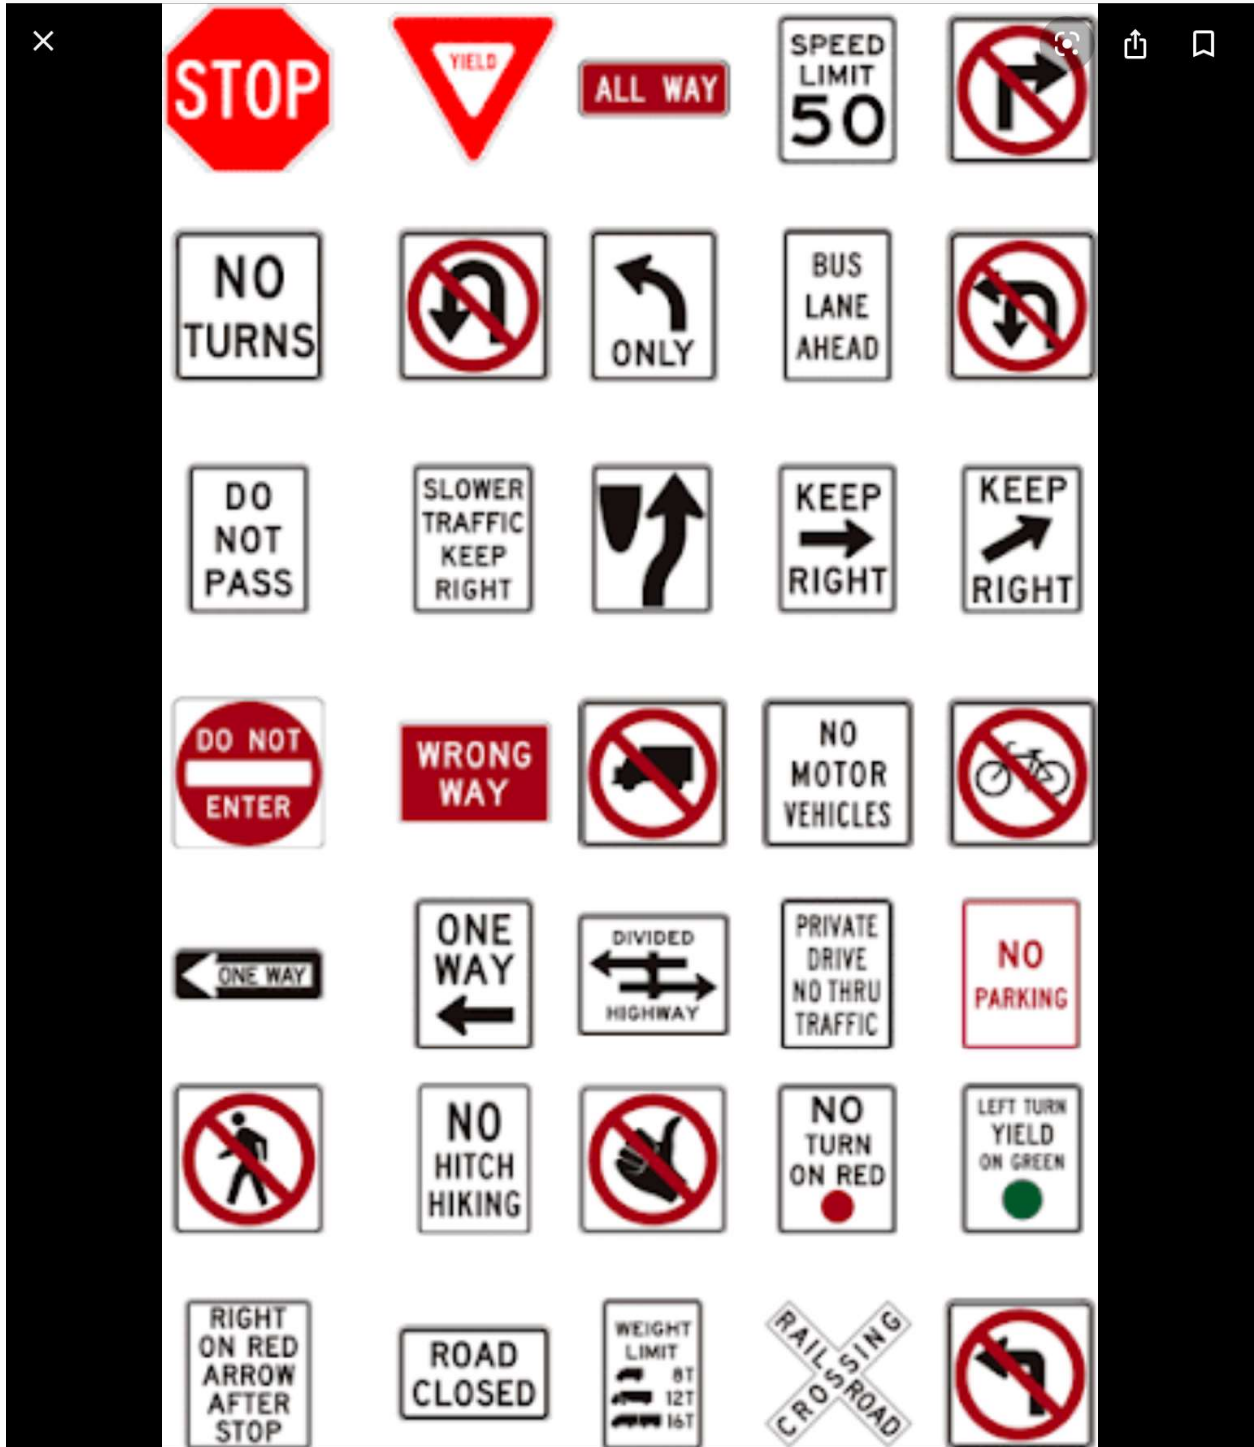 STOP
YIELD
ALL WAY
SPEED
LIMIT
50
NO
TURNS
ONLY
BUS
LANE
AHEAD
DO
NOT
PASS
SLOWER
TRAFFIC
KEEP
RIGHT
KEEP
RIGHT
KEEP
RIGHT
DO NOT
ENTER
WRONG
WAY
NO
MOTOR
VEHICLES
ONE WAY
ONE
WAY
DIVIDED
HIGHWAY
PRIVATE
DRIVE
NO THRU
TRAFFIC
NO
PARKING
NO
HITCH
HIKING
NO
TURN
ON RED
LEFT TURN
YIELD
ON GREEN
RIGHT
ON RED
ARROW
AFTER
STOP
ROAD
CLOSED
WEIGHT
LIMIT
8T
12T
16T
RAILROAD
CROSSING